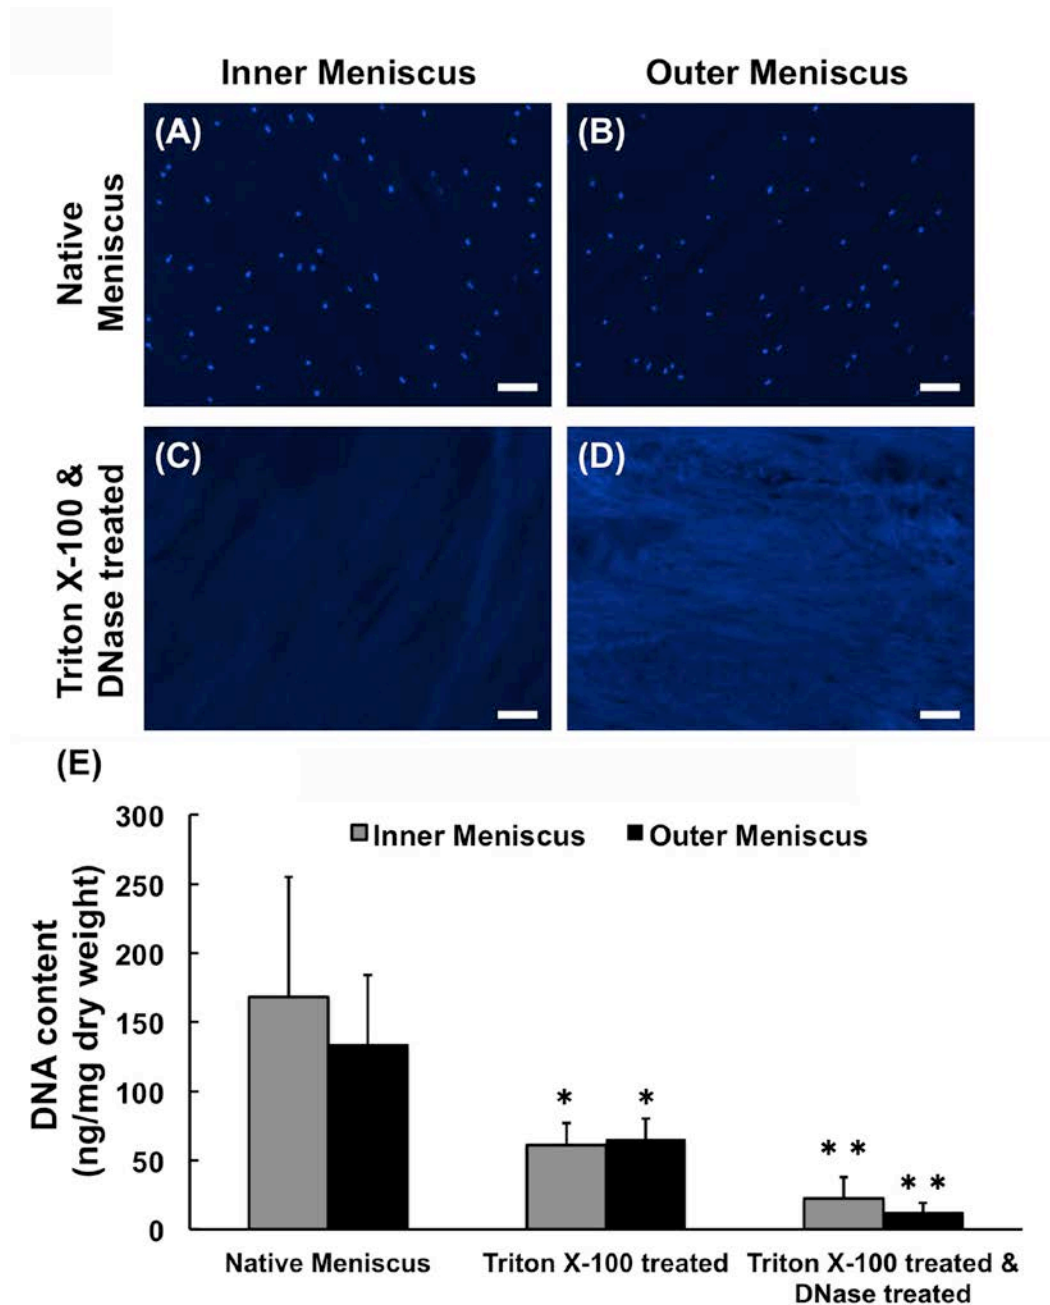 Inner Meniscus
Outer Meniscus
Native
Meniscus
(A)
(B)
Triton X-100 &
DNase treated
(C)
(D)
(E)
DNA content
(ng/mg dry weight)
300
250
200
150
100
50
0
Inner Meniscus
Outer Meniscus
*
*
* *
* *
Native Meniscus
Triton X-100 treated
Triton X-100 treated &
DNase treated